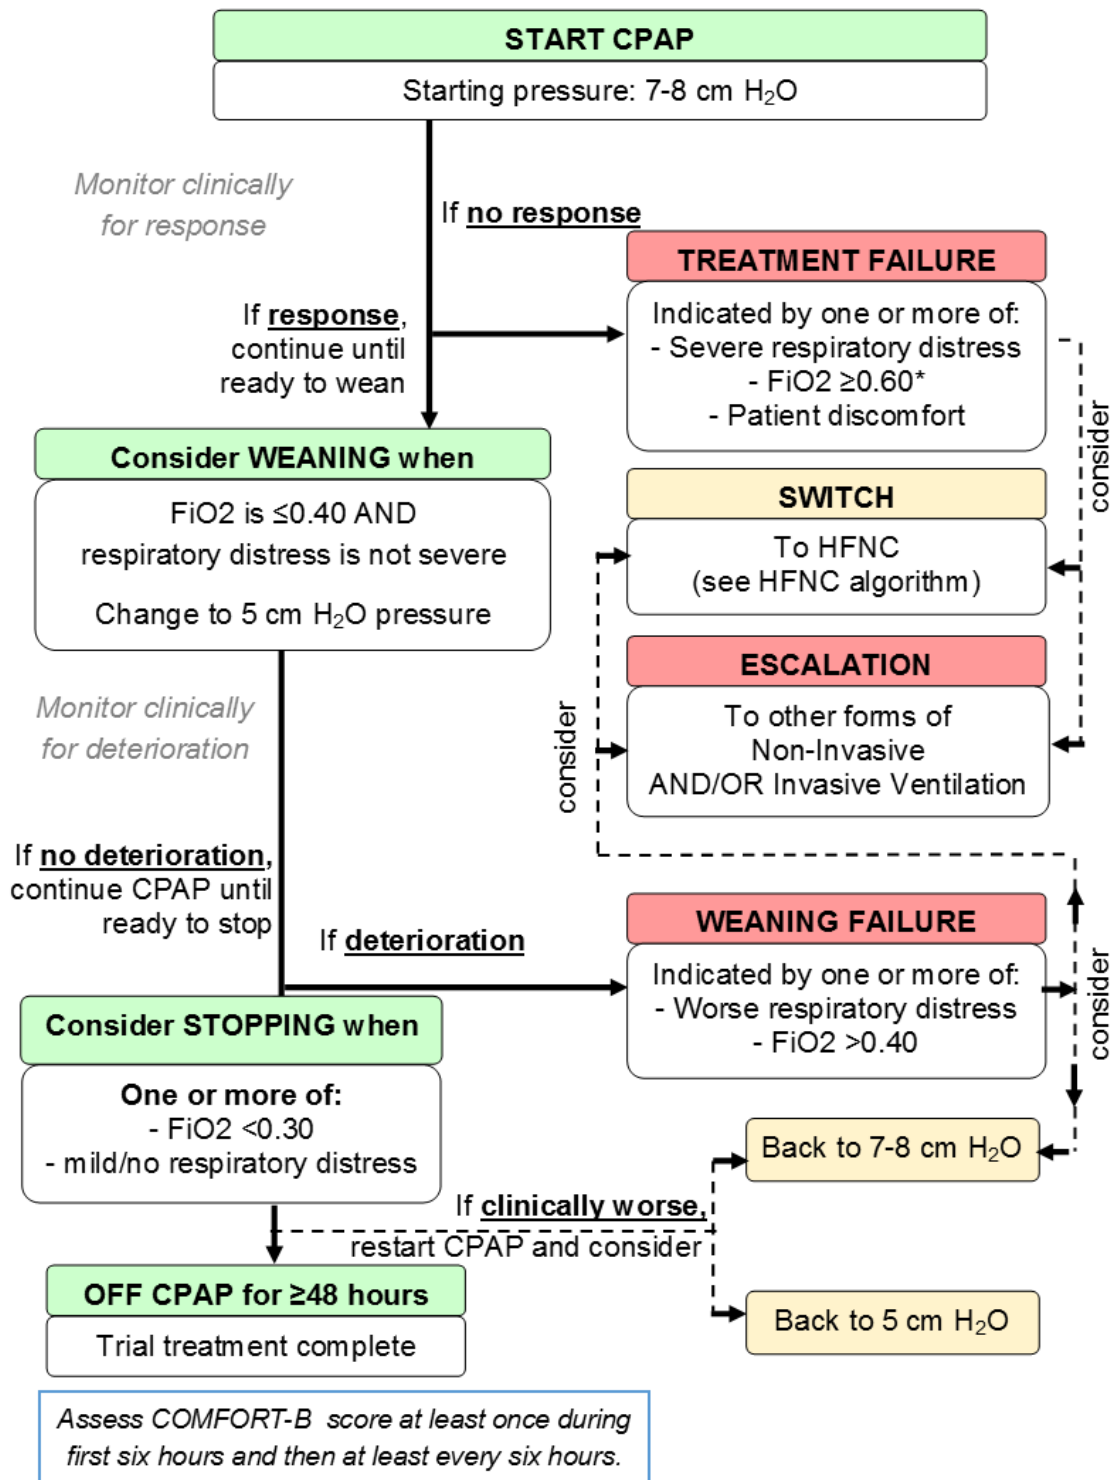 START CPAP
Starting pressure: 7-8 cm H₂O
Monitor clinically
for response
If no response
TREATMENT FAILURE
Indicated by one or more of:
- Severe respiratory distress
- FiO2 ≥0.60*
- Patient discomfort
consider
If response,
continue until
ready to wean
Consider WEANING when
FiO2 is ≤0.40 AND
respiratory distress is not severe
Change to 5 cm H₂O pressure
SWITCH
To HFNC
(see HFNC algorithm)
ESCALATION
To other forms of
Non-Invasive
AND/OR Invasive Ventilation
consider
Monitor clinically
for deterioration
If no deterioration,
continue CPAP until
ready to stop
If deterioration
WEANING FAILURE
Indicated by one or more of:
- Worse respiratory distress
- FiO2 >0.40
consider
Consider STOPPING when
One or more of:
- FiO2 <0.30
- mild/no respiratory distress
Back to 7-8 cm H₂O
If clinically worse,
restart CPAP and consider
OFF CPAP for ≥48 hours
Trial treatment complete
Back to 5 cm H₂O
Assess COMFORT-B score at least once during
first six hours and then at least every six hours.